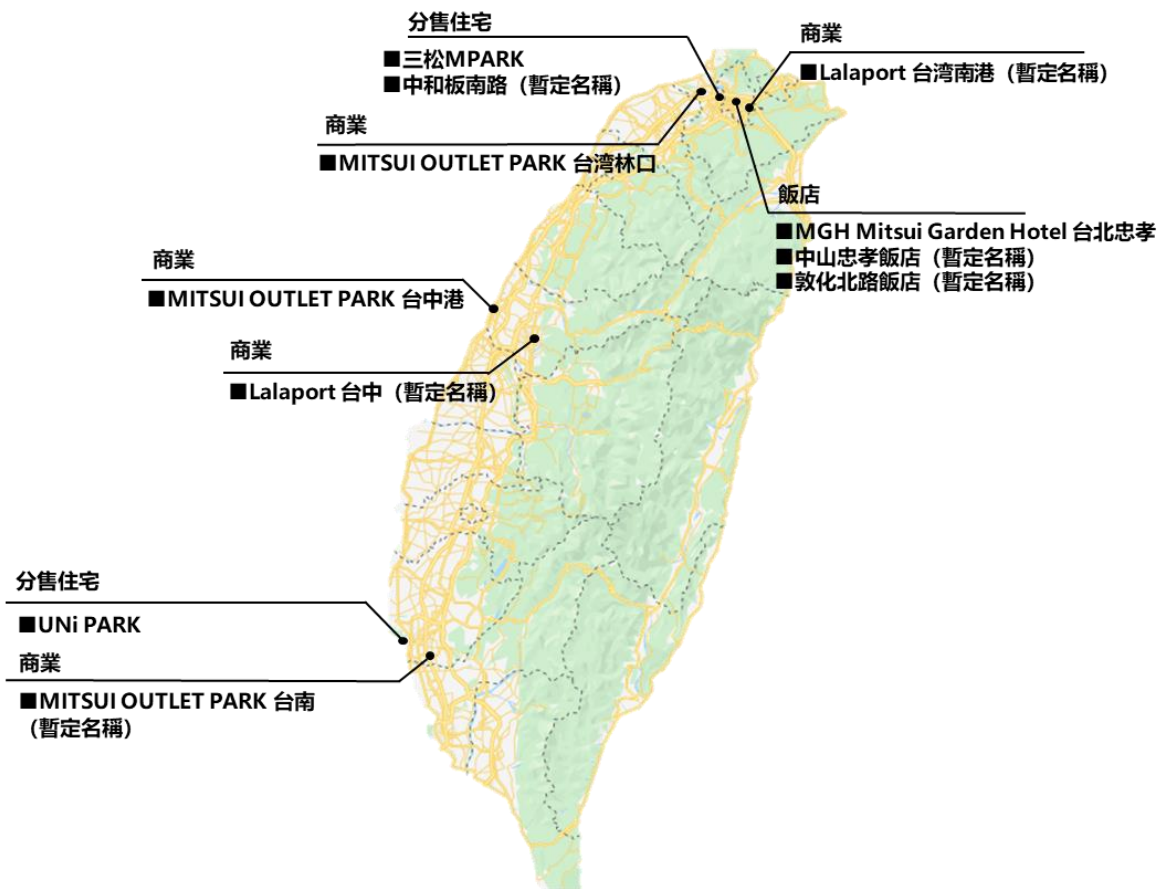 分售住宅
■三松MPARK
■中和板南路（暫定名稱）
商業
■Lalaport 台湾南港（暫定名稱）
商業
■MITSUI OUTLET PARK 台湾林口
飯店
■MGH Mitsui Garden Hotel 台北忠孝
■中山忠孝飯店（暫定名稱）
■敦化北路飯店（暫定名稱）
商業
■MITSUI OUTLET PARK 台中港
商業
■Lalaport 台中（暫定名稱）
分售住宅
■UNi PARK
商業
■MITSUI OUTLET PARK 台南
（暫定名稱）